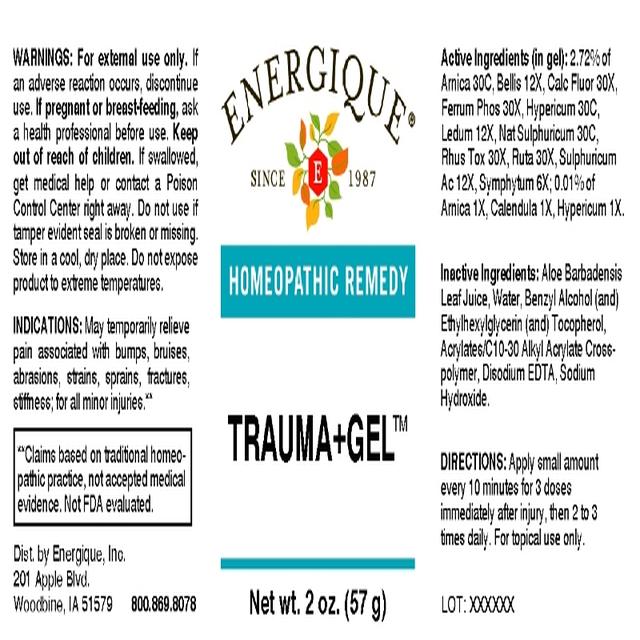 WARNINGS: For external use only. If
an adverse reaction occurs, discontinue
use. If pregnant or breast-feeding, ask
a health professional before use. Keep
out of reach of children. If swallowed,
get medical help or contact a Poison
Control Center right away. Do not use if
tamper evident seal is broken or missing.
Store in a cool, dry place. Do not expose
product to extreme temperatures.
INDICATIONS: May temporarily relieve
pain associated with bumps, bruises,
abrasions, strains, sprains, fractures,
stiffness; for all minor injuries.**
**Claims based on traditional homeo-
pathic practice, not accepted medical
evidence. Not FDA evaluated.
Dist. by Energique, Inc.
201 Apple Blvd.
Woodbine, IA 51579 800.869.8078
ENERGIQUE®
SINCE E 1987
HOMEOPATHIC REMEDY
TRAUMA+GEL™
Net wt. 2 oz. (57 g)
Active Ingredients (in gel): 2.72% of
Arnica 30C, Bellis 12X, Calc Fluor 30X,
Ferrum Phos 30X, Hypericum 30C,
Ledum 12X, Nat Sulphuricum 30C,
Rhus Tox 30X, Ruta 30X, Sulphuricum
Ac 12X, Symphytum 6X; 0.01% of
Arnica 1X, Calendula 1X, Hypericum 1X.
Inactive Ingredients: Aloe Barbadensis
Leaf Juice, Water, Benzyl Alcohol (and)
Ethylhexylglycerin (and) Tocopherol,
Acrylates/C10-30 Alkyl Acrylate Cross-
polymer, Disodium EDTA, Sodium
Hydroxide.
DIRECTIONS: Apply small amount
every 10 minutes for 3 doses
immediately after injury, then 2 to 3
times daily. For topical use only.
LOT: XXXXXX